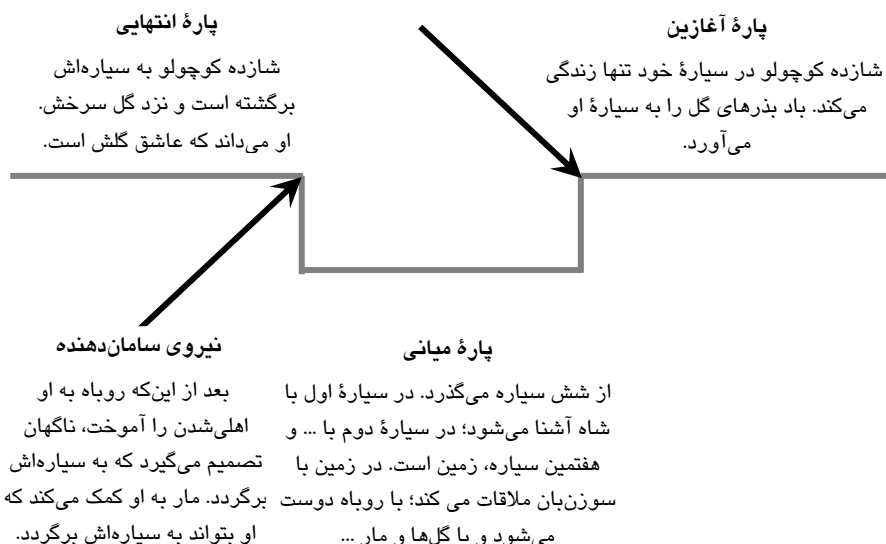 پارهٔ آغازین
شازده کوچولو در سیارهٔ خود تنها زندگی
می‌کند. باد بذرهای گل را به سیارهٔ او
می‌آورد.
پارهٔ انتهایی
شازده کوچولو به سیاره‌اش
برگشته است و نزد گل سرخش.
او می‌داند که عاشق گلش است.
پارهٔ میانی
از شش سیاره می‌گذرد. در سیارهٔ اول با
شاه آشنا می‌شود؛ در سیارهٔ دوم با ... و
هفتمین سیاره، زمین است. در زمین با
سوزن‌بان ملاقات می کند؛ با روباه دوست
می‌شود و با گل‌ها و مار ...
نیروی سامان‌دهنده
بعد از این‌که روباه به او
اهلی‌شدن را آموخت، ناگهان
تصمیم می‌گیرد که به سیاره‌اش
برگردد. مار به او کمک می‌کند که
او بتواند به سیاره‌اش برگردد.